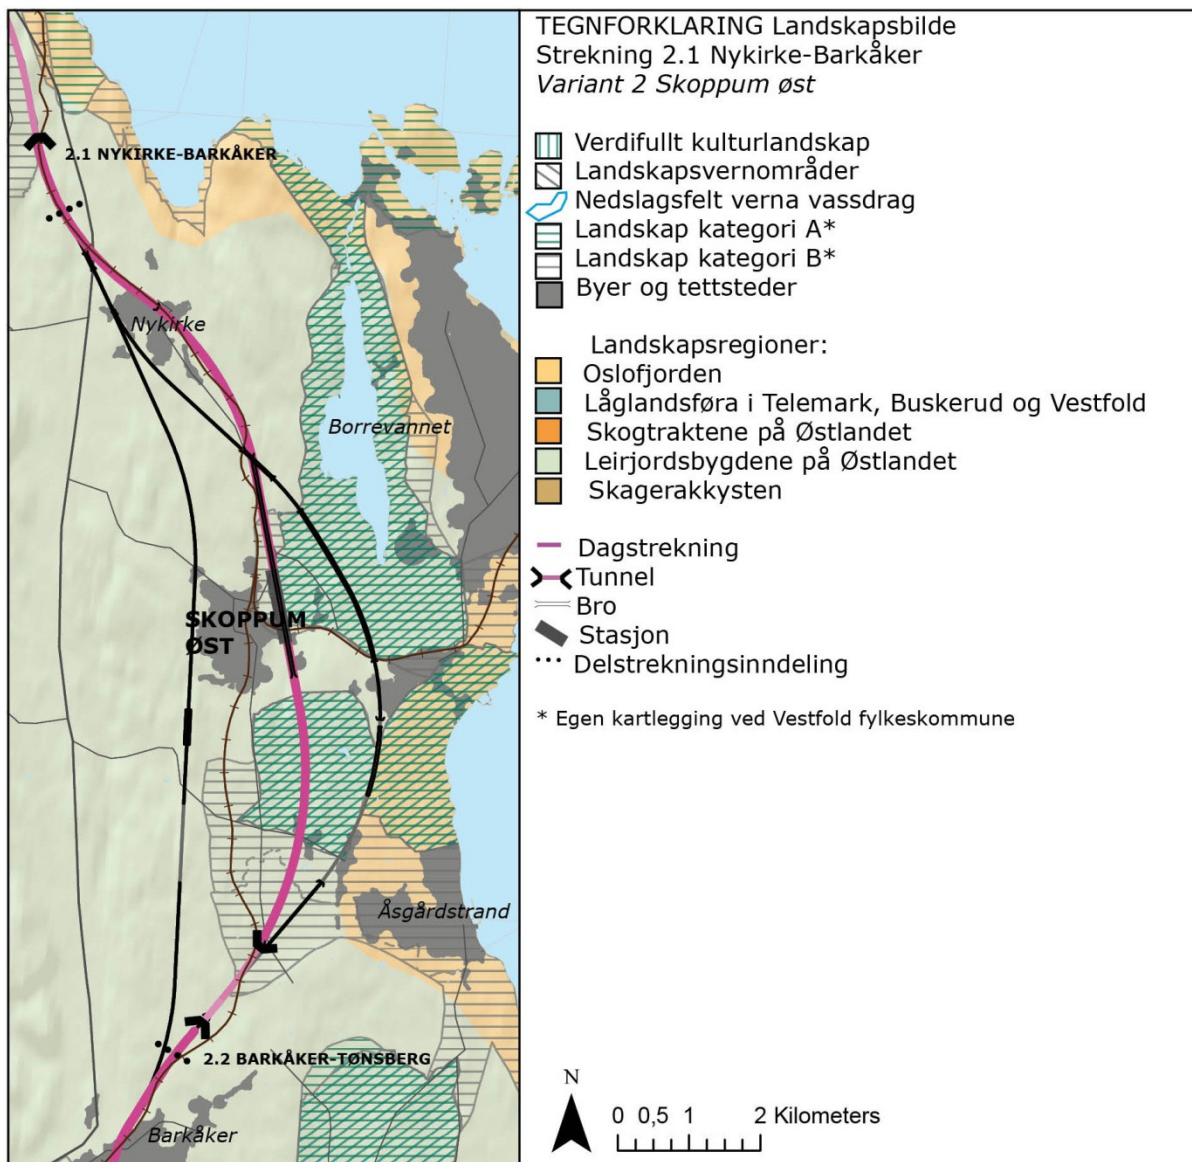 TEGNFORKLARING Landskapsbilde
Strekning 2.1 Nykirke-Barkåker
Variant 2 Skoppum øst
Verdifullt kulturlandskap
Landskapsvernområder
Nedslagsfelt verna vassdrag
Landskap kategori A*
Landskap kategori B*
Byer og tettsteder
Landskapsregioner:
Oslofjorden
Låglandsføra i Telemark, Buskerud og Vestfold
Skogtraktene på Østlandet
Leirjordsbygdene på Østlandet
Skagerakkysten
Dagstrekning
Tunnel
Bro
Stasjon
Delstrekningsinndeling
* Egen kartlegging ved Vestfold fylkeskommune
2.1 NYKIRKE-BARKÅKER
Nykirke
Borrevannet
SKOPPUM
ØST
Åsgårdstrand
2.2 BARKÅKER-TØNSBERG
Barkåker
N
0 0,5 1 2 Kilometers